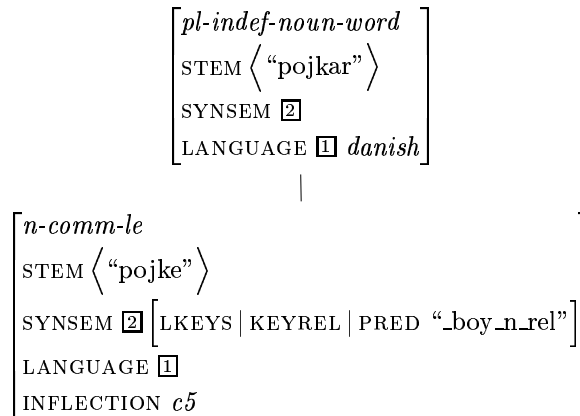 pl-indef-noun-word
STEM ⟨ “pojkar” ⟩
SYNSEM 2
LANGUAGE 1 danish
n-comm-le
STEM ⟨ “pojke” ⟩
SYNSEM 2 [LKEYS | KEYREL | PRED “_boy_n_rel”]
LANGUAGE 1
INFLECTION c5